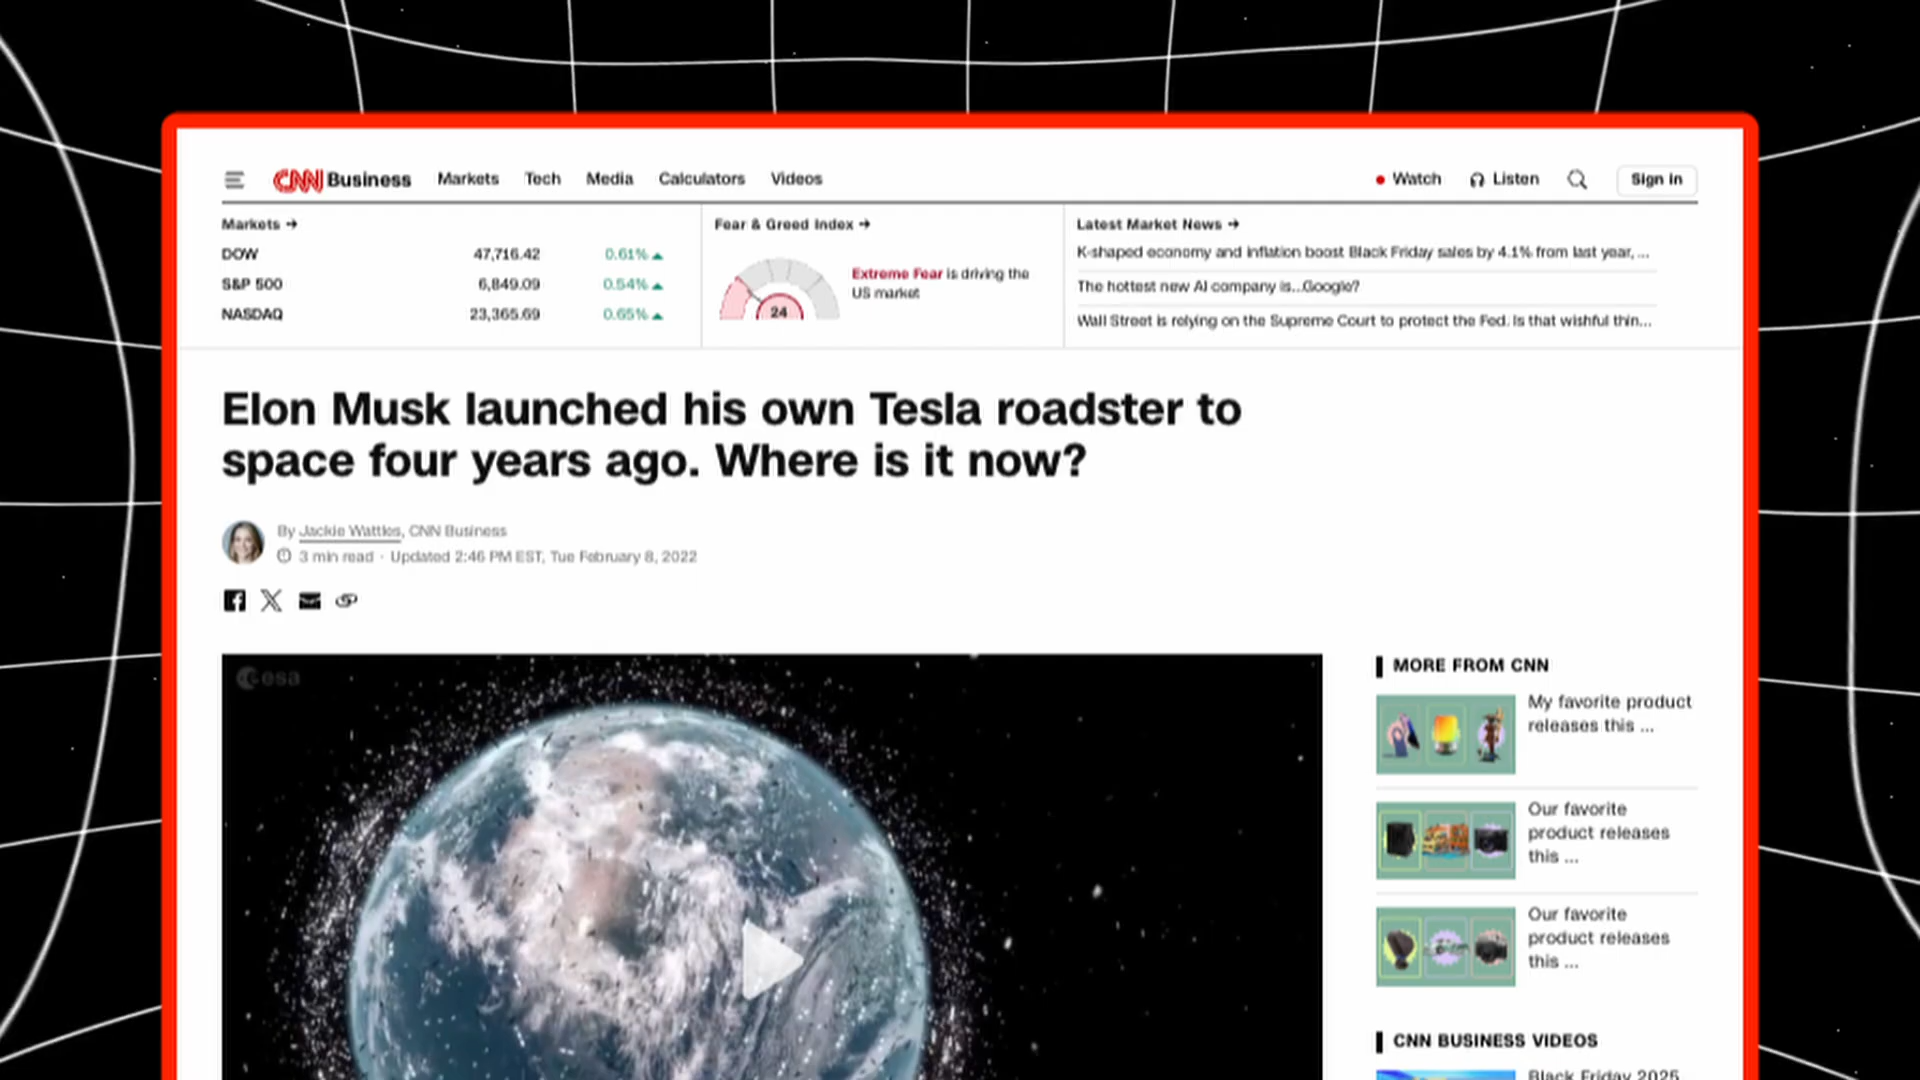 CNN Business Markets Tech Media Calculators Videos Watch Listen Sign in
Markets →
DOW 47,716.42 0.61%
S&P 500 6,849.09 0.54%
NASDAQ 23,365.69 0.65%
Fear & Greed Index →
24
Extreme Fear is driving the
US market
Latest Market News →
K-shaped economy and inflation boost Black Friday sales by 4.1% from last year, ...
The hottest new AI company is...Google?
Wall Street is relying on the Supreme Court to protect the Fed. Is that wishful thin...
Elon Musk launched his own Tesla roadster to
space four years ago. Where is it now?
By Jackie Wattles, CNN Business
3 min read · Updated 2:46 PM EST, Tue February 8, 2022
esa
MORE FROM CNN
My favorite product
releases this ...
Our favorite
product releases
this ...
Our favorite
product releases
this ...
CNN BUSINESS VIDEOS
Black Friday 2025